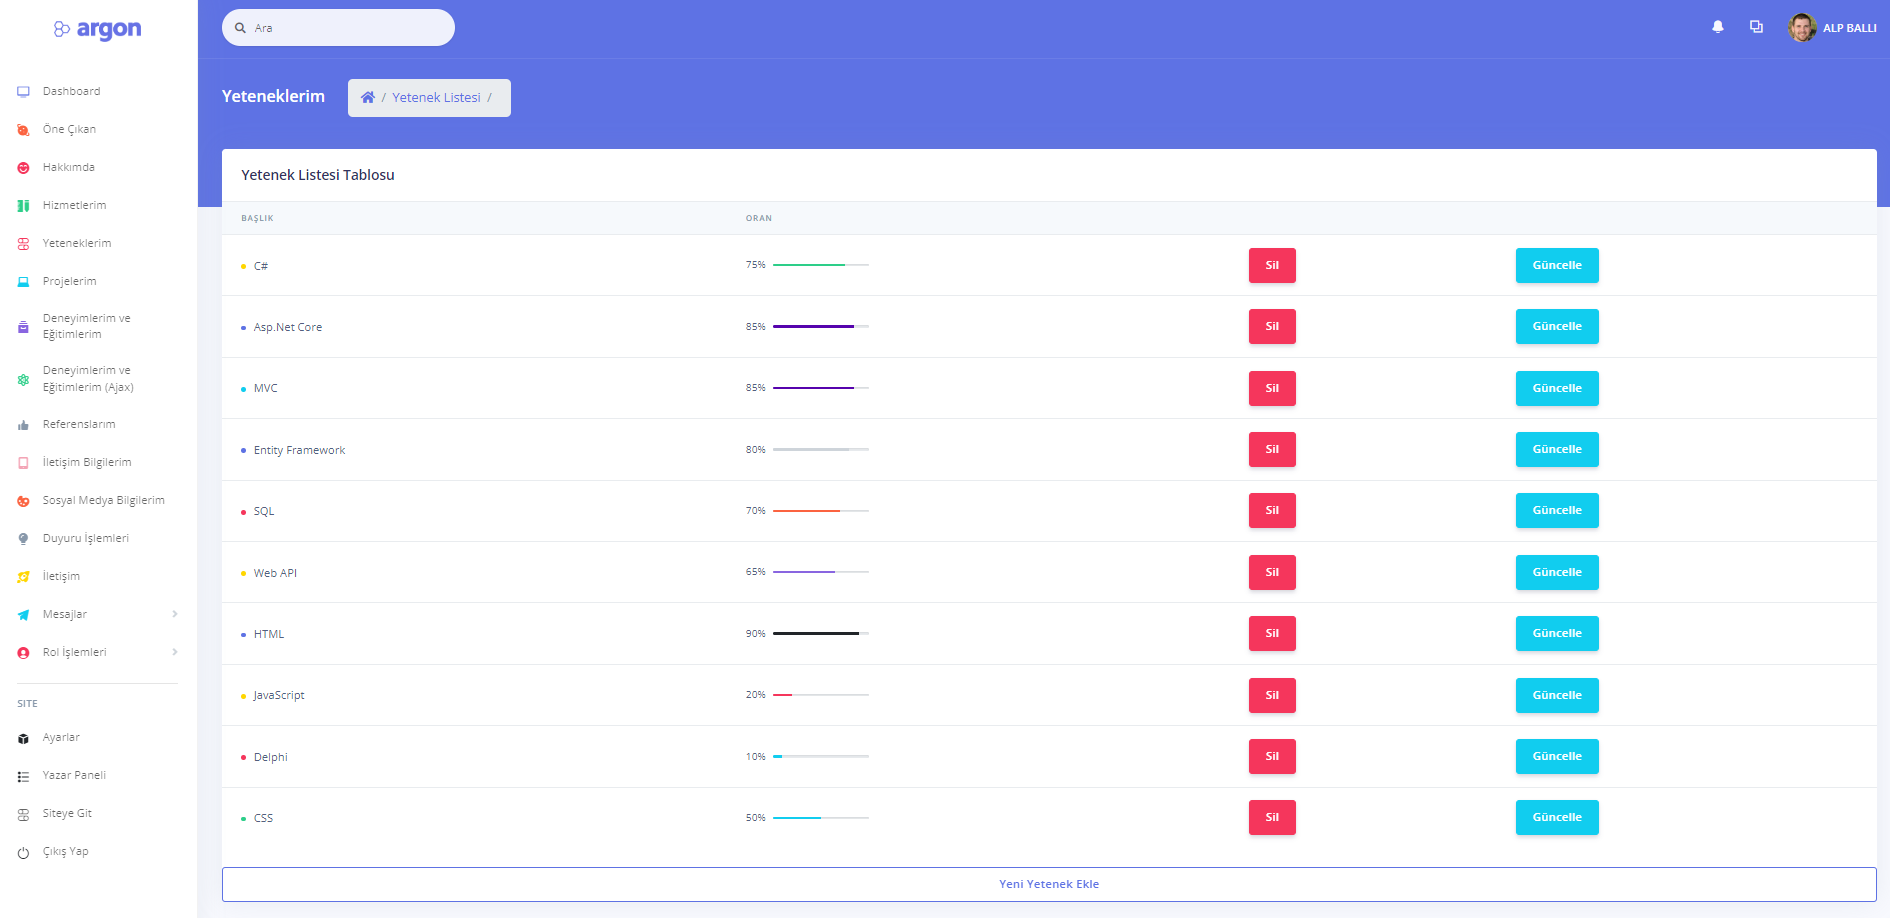 argon
Dashboard
Öne Çıkan
Hakkımda
Hizmetlerim
Yeteneklerim
Projelerim
Deneyimlerim ve
Eğitimlerim
Deneyimlerim ve
Eğitimlerim (Ajax)
Referenslarım
İletişim Bilgilerim
Sosyal Medya Bilgilerim
Duyuru İşlemleri
İletişim
Mesajlar
Rol İşlemleri
SITE
Ayarlar
Yazar Paneli
Siteye Git
Çıkış Yap
Ara
ALP BALLI
Yeteneklerim
/ Yetenek Listesi /
Yetenek Listesi Tablosu
BAŞLIK ORAN
C# 75% Sil Güncelle
Asp.Net Core 85% Sil Güncelle
MVC 85% Sil Güncelle
Entity Framework 80% Sil Güncelle
SQL 70% Sil Güncelle
Web API 65% Sil Güncelle
HTML 90% Sil Güncelle
JavaScript 20% Sil Güncelle
Delphi 10% Sil Güncelle
CSS 50% Sil Güncelle
Yeni Yetenek Ekle